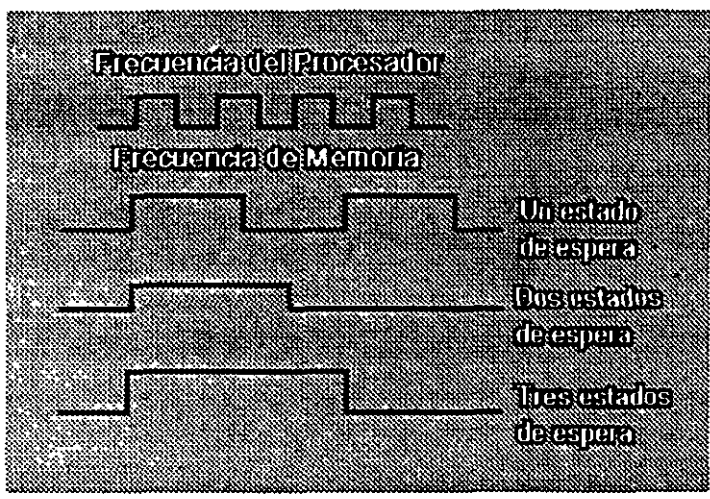 Frecuencia del Procesador
Frecuencia de Memoria
Un estado
de espera
Dos estados
de espera
Tres estados
de espera